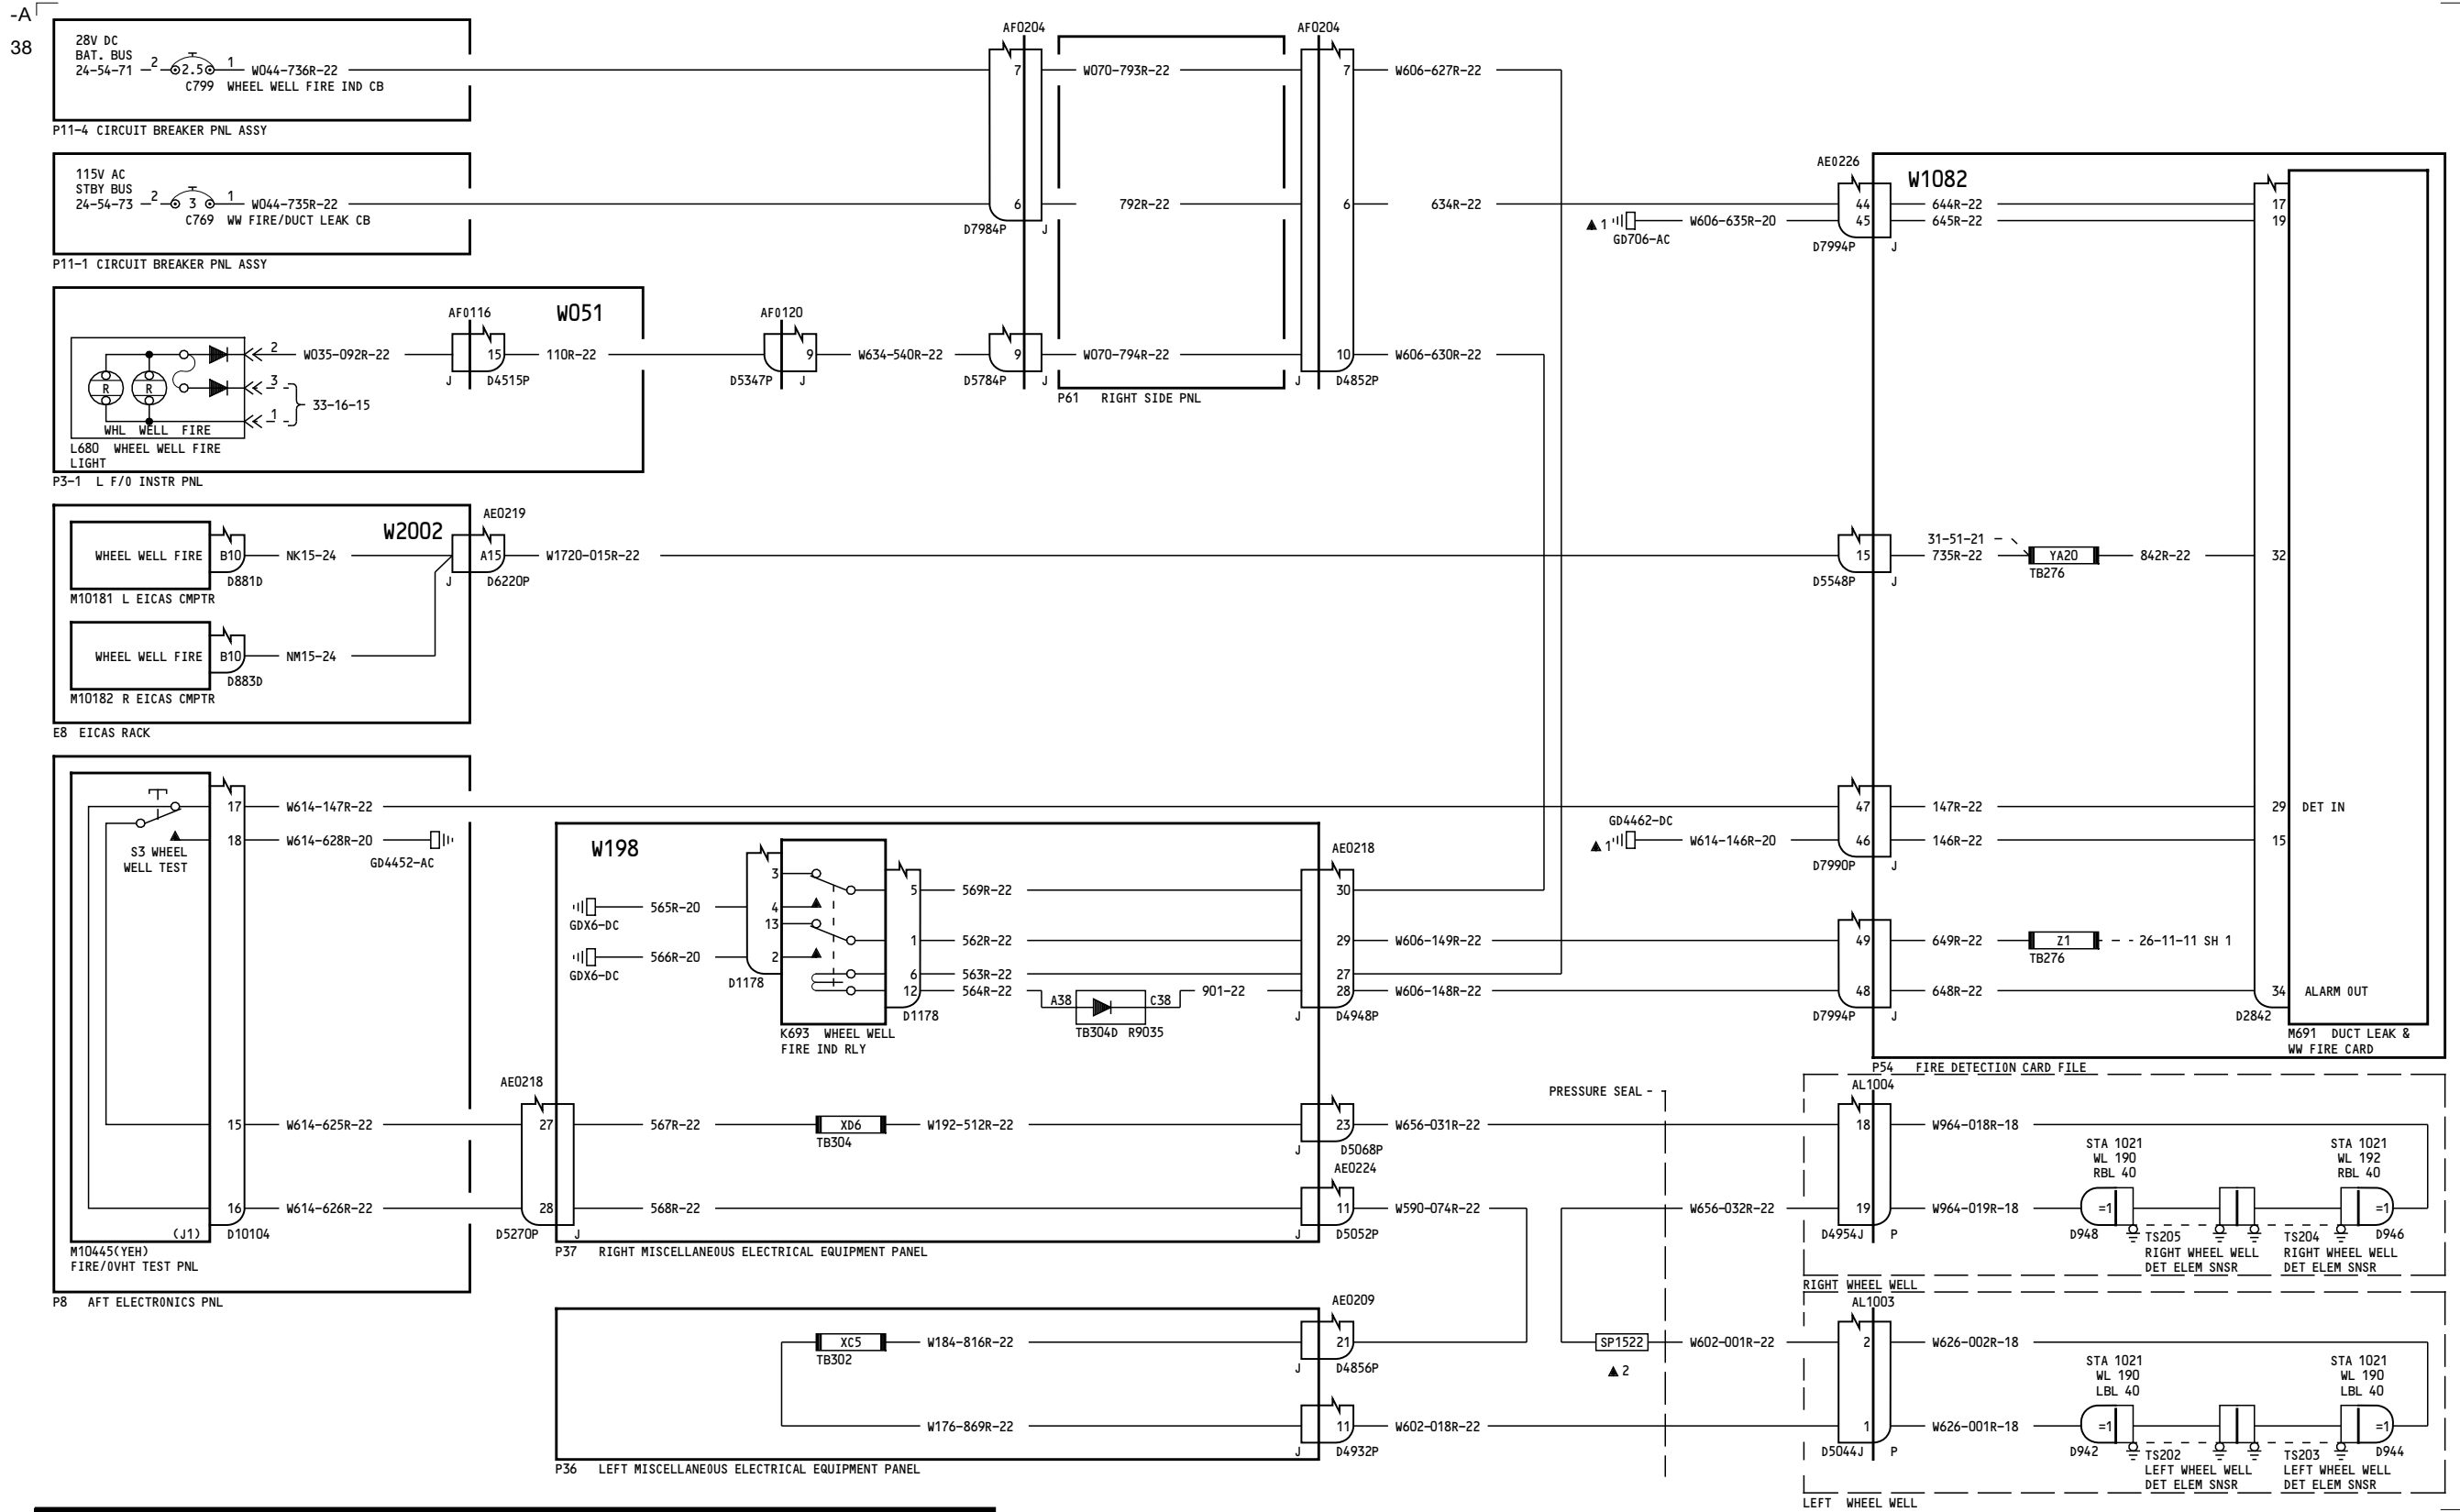 -A
38
28V DC
BAT. BUS
24-54-71
2
2.5
1
W044-736R-22
C799 WHEEL WELL FIRE IND CB
P11-4 CIRCUIT BREAKER PNL ASSY
115V AC
STBY BUS
24-54-73
2
3
1
W044-735R-22
C769 WW FIRE/DUCT LEAK CB
P11-1 CIRCUIT BREAKER PNL ASSY
AF0204
7
6
D7984P
J
W070-793R-22
792R-22
AF0204
7
6
W606-627R-22
634R-22
W051
R
R
WHL WELL FIRE
L680 WHEEL WELL FIRE
LIGHT
P3-1 L F/O INSTR PNL
2
3
1
33-16-15
W035-092R-22
AF0116
15
J
D4515P
110R-22
AF0120
9
D5347P
J
W634-540R-22
9
D5784P
J
W070-794R-22
P61 RIGHT SIDE PNL
10
J
D4852P
W606-630R-22
1
GD706-AC
W606-635R-20
AE0226
44
45
D7994P
J
W1082
644R-22
645R-22
17
19
W2002
WHEEL WELL FIRE
B10
NK15-24
D881D
M10181 L EICAS CMPTR
WHEEL WELL FIRE
B10
NM15-24
D883D
M10182 R EICAS CMPTR
E8 EICAS RACK
AE0219
A15
J
D6220P
W1720-015R-22
15
D5548P
J
31-51-21
735R-22
YA20
TB276
842R-22
32
S3 WHEEL
WELL TEST
17
W614-147R-22
18
W614-628R-20
GD4452-AC
15
W614-625R-22
16
W614-626R-22
(J1)
D10104
M10445(YEH)
FIRE/OVHT TEST PNL
P8 AFT ELECTRONICS PNL
47
147R-22
29
DET IN
GD4462-DC
1
W614-146R-20
46
146R-22
15
D7990P
J
W198
GDX6-DC
565R-20
GDX6-DC
566R-20
3
4
13
2
D1178
5
1
6
12
D1178
K693 WHEEL WELL
FIRE IND RLY
569R-22
562R-22
563R-22
564R-22
A38
C38
TB304D R9035
901-22
AE0218
30
29
27
28
J
D4948P
W606-149R-22
W606-148R-22
49
649R-22
Z1
TB276
26-11-11 SH 1
48
648R-22
34
ALARM OUT
D7994P
J
D2842
M691 DUCT LEAK &
WW FIRE CARD
P54 FIRE DETECTION CARD FILE
AE0218
27
28
D5270P
J
567R-22
XD6
TB304
W192-512R-22
23
J
D5068P
W656-031R-22
568R-22
AE0224
11
J
D5052P
W590-074R-22
P37 RIGHT MISCELLANEOUS ELECTRICAL EQUIPMENT PANEL
PRESSURE SEAL
W656-032R-22
AL1004
18
19
D4954J
P
W964-018R-18
W964-019R-18
STA 1021
WL 190
RBL 40
STA 1021
WL 192
RBL 40
=1
=1
D948
TS205
RIGHT WHEEL WELL
DET ELEM SNSR
TS204
RIGHT WHEEL WELL
DET ELEM SNSR
D946
RIGHT WHEEL WELL
XC5
TB302
W184-816R-22
AE0209
21
J
D4856P
W176-869R-22
11
J
D4932P
W602-018R-22
P36 LEFT MISCELLANEOUS ELECTRICAL EQUIPMENT PANEL
SP1522
2
W602-001R-22
AL1003
2
1
D5044J
P
W626-002R-18
W626-001R-18
STA 1021
WL 190
LBL 40
STA 1021
WL 190
LBL 40
=1
=1
D942
TS202
LEFT WHEEL WELL
DET ELEM SNSR
TS203
LEFT WHEEL WELL
DET ELEM SNSR
D944
LEFT WHEEL WELL